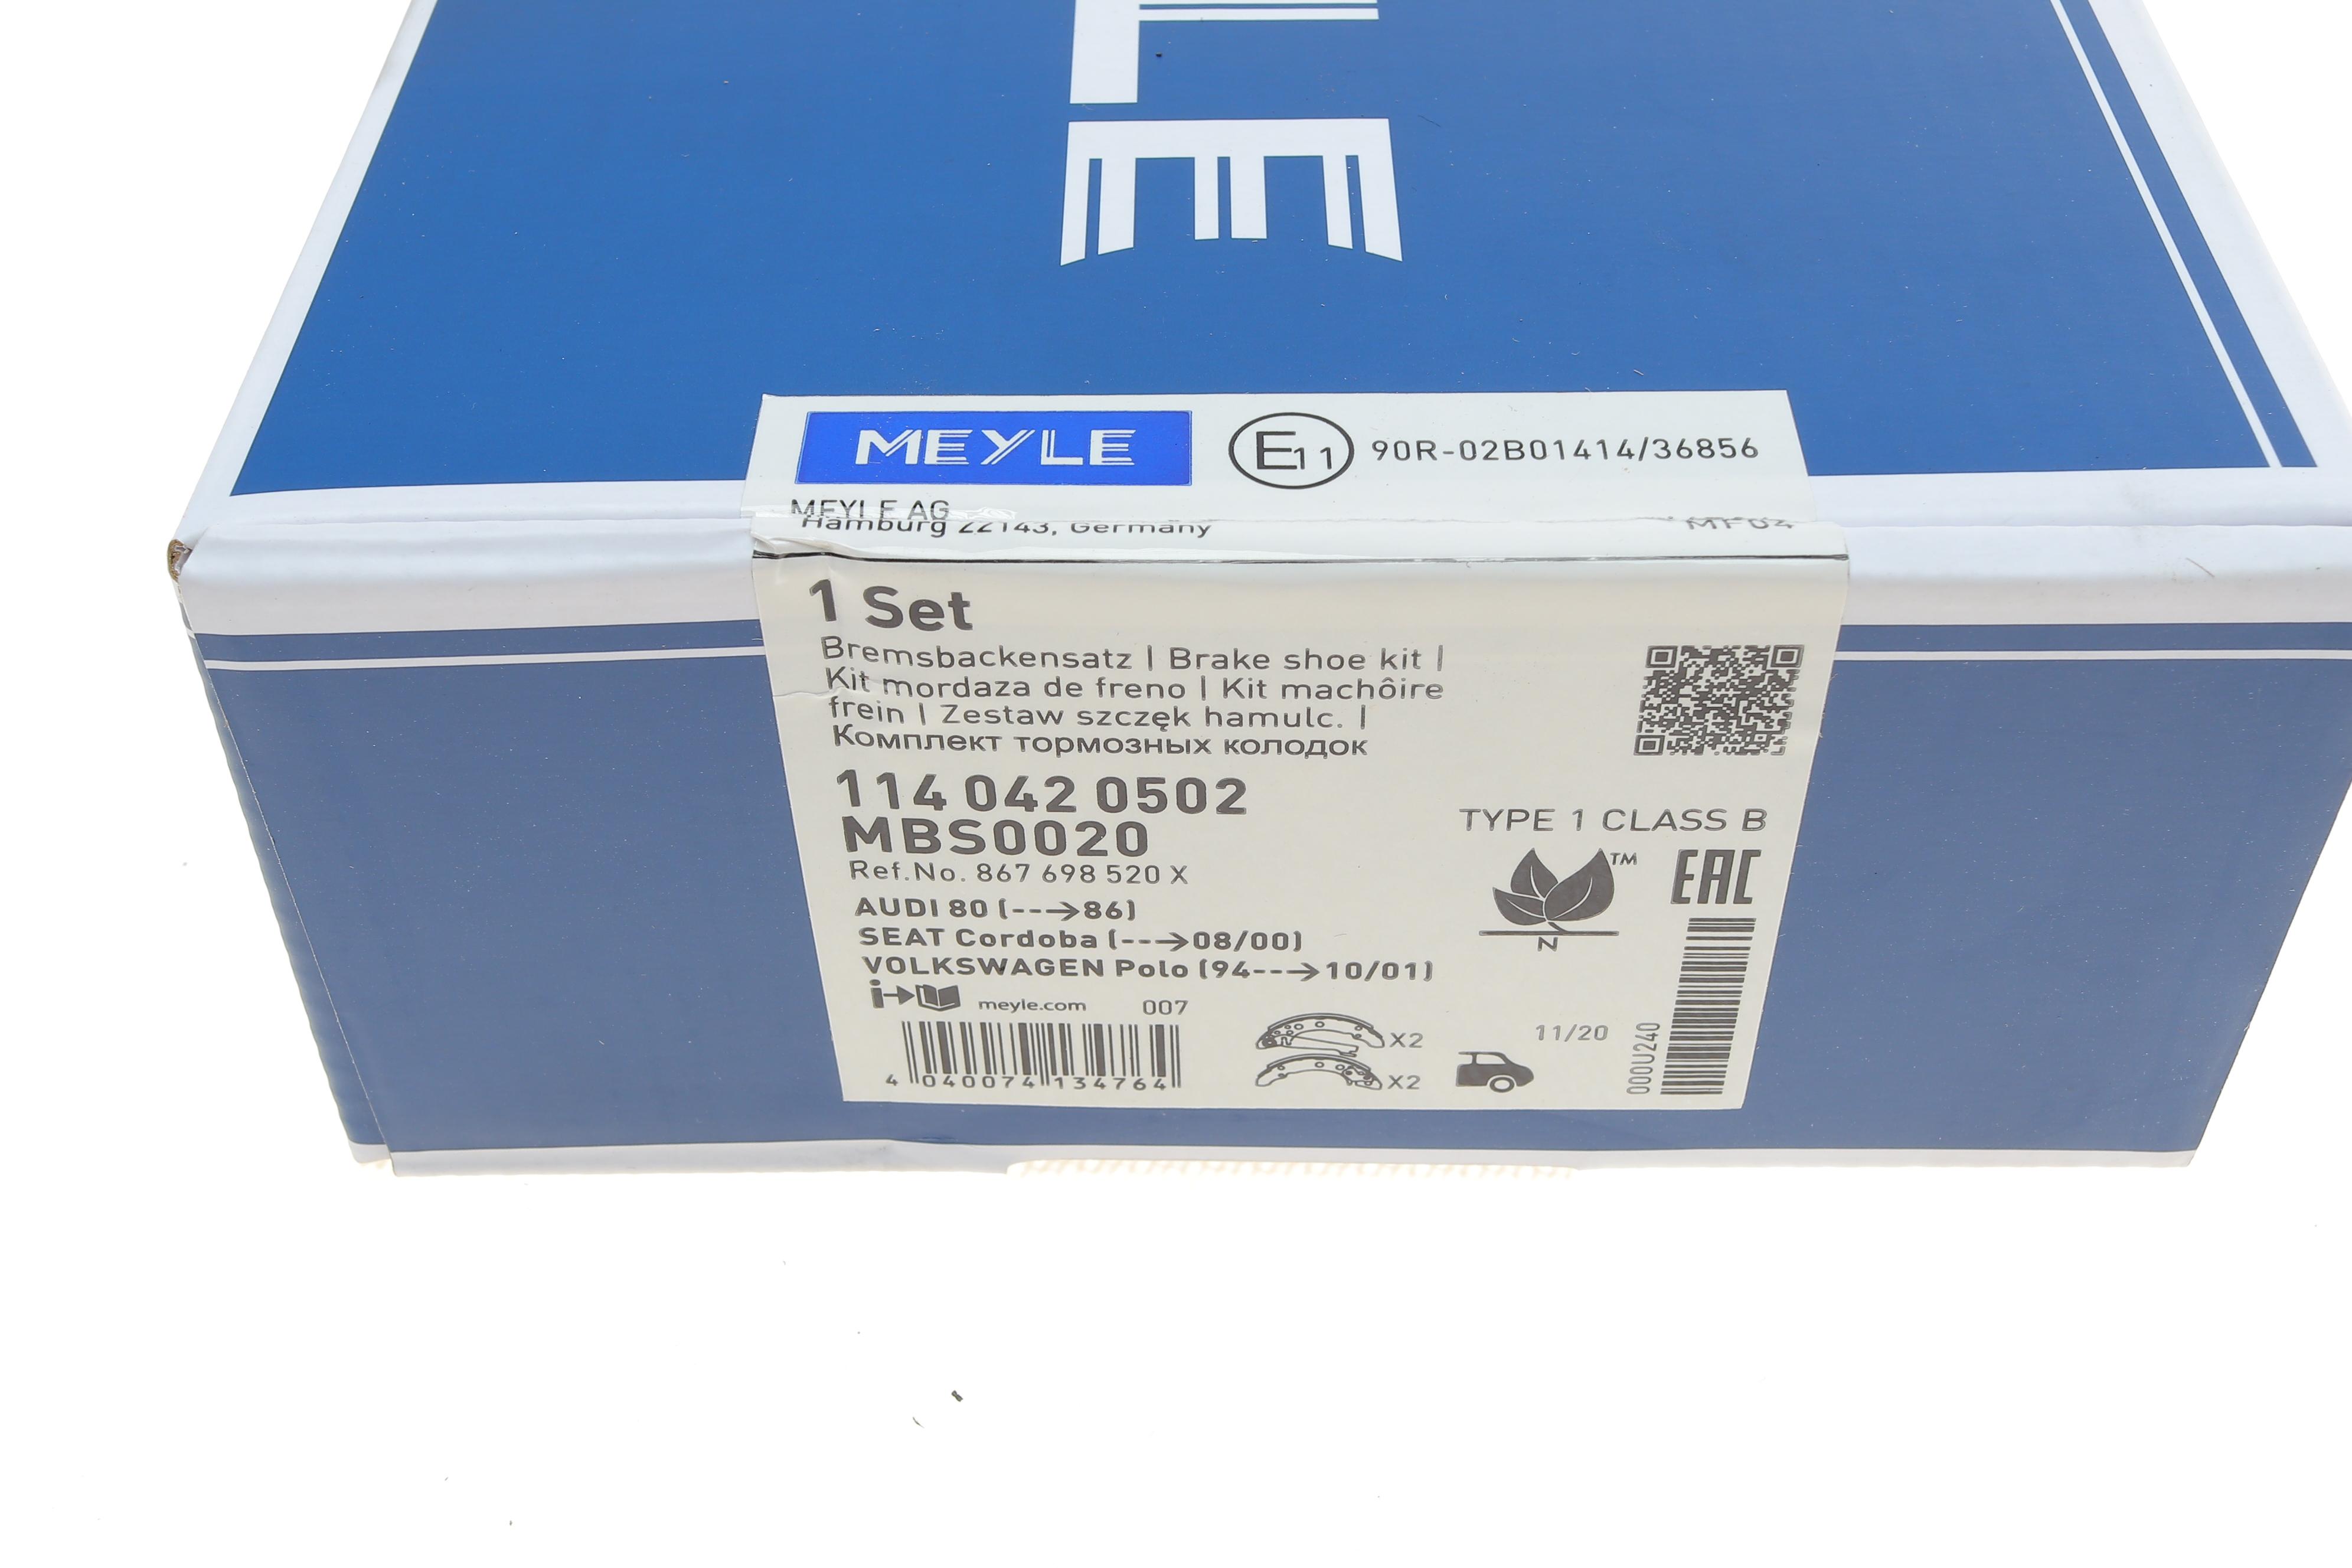 LE
MEYLE
E11 90R-02B01414/36856
MEYLE AG
Hamburg 22143, Germany
1 Set
Bremsbackensatz | Brake shoe kit |
Kit mordaza de freno | Kit machôire
frein | Zestaw szczęk hamulc. |
Комплект тормозных колодок
114 042 0502
MBS0020
Ref.No. 867 698 520 X
TYPE 1 CLASS B
TM
N
EAC
AUDI 80 (--->86)
SEAT Cordoba (--->08/00)
VOLKSWAGEN Polo (94--->10/01)
i→ meyle.com 007
4 040074 134764
X2
X2
11/20
000U240